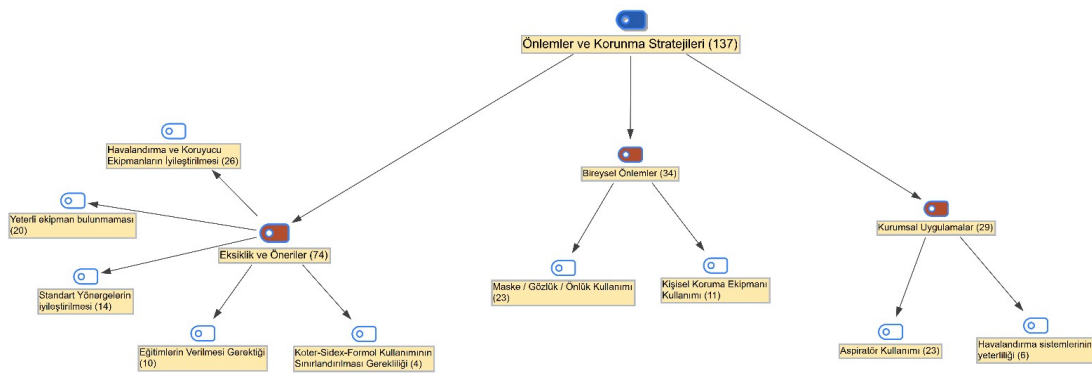 Önlemler ve Korunma Stratejileri (137)
Havalandırma ve Koruyucu
Ekipmanların İyileştirilmesi (26)
Yeterli ekipman bulunmaması
(20)
Eksiklik ve Öneriler (74)
Standart Yönergelerin
iyileştirilmesi (14)
Eğitimlerin Verilmesi Gerektiği
(10)
Koter-Sidex-Formol Kullanımının
Sınırlandırılması Gerekliliği (4)
Bireysel Önlemler (34)
Maske / Gözlük / Önlük Kullanımı
(23)
Kişisel Koruma Ekipmanı
Kullanımı (11)
Kurumsal Uygulamalar (29)
Aspiratör Kullanımı (23)
Havalandırma sistemlerinin
yeterliliği (6)